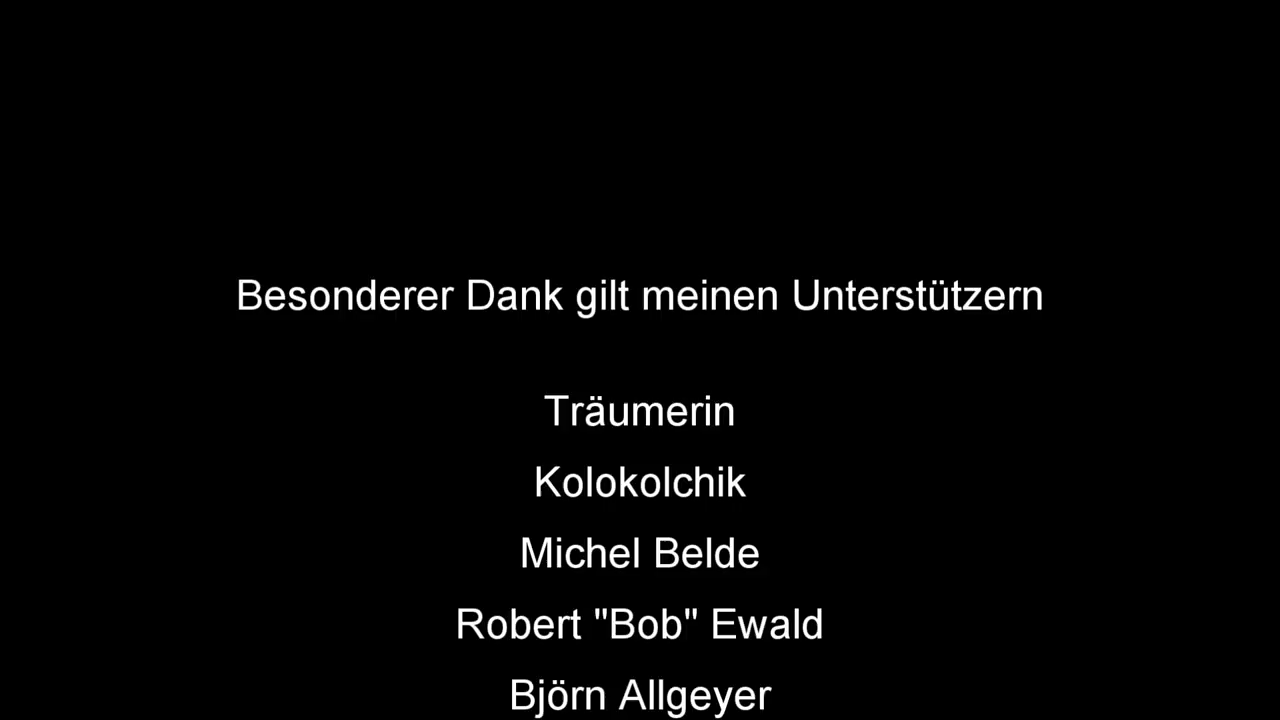 Besonderer Dank gilt meinen Unterstützern
Träumerin
Kolokolchik
Michel Belde
Robert "Bob" Ewald
Björn Allgeyer